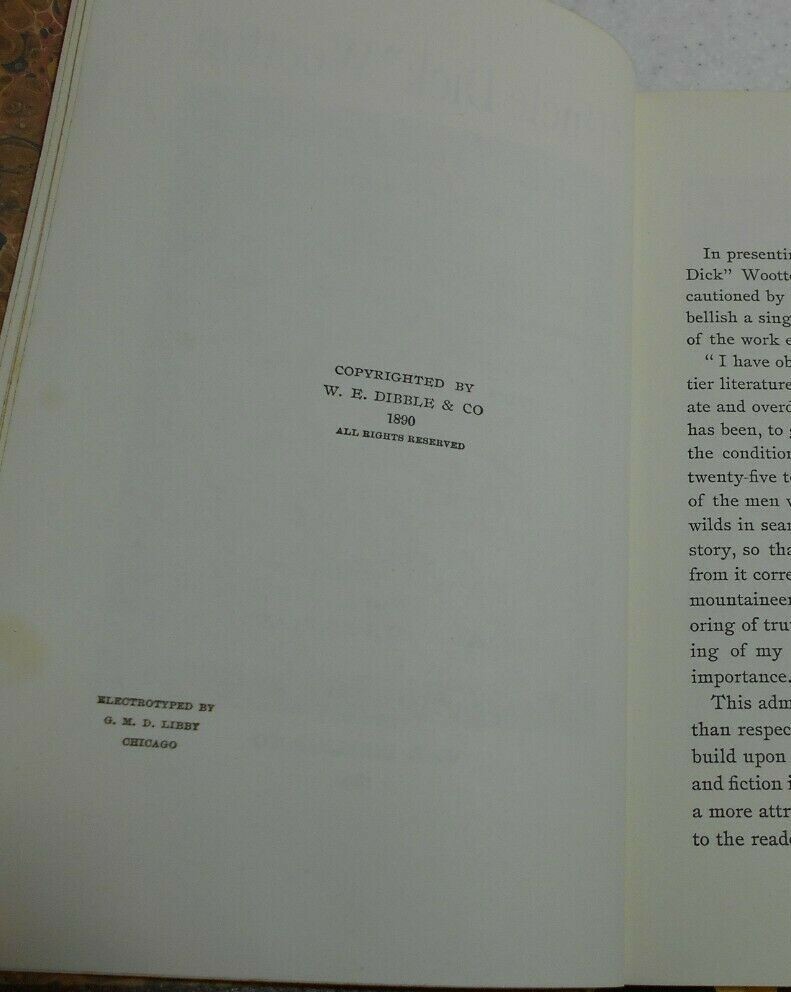 COPYRIGHTED BY
W. E. DIBBLE & CO
1890
ALL RIGHTS RESERVED
ELECTROTYPED BY
G. M. D. LIBBY
CHICAGO
In presenti
Dick" Woott
cautioned by
bellish a sing
of the work e
" I have ob
tier literature
ate and overd
has been, to g
the condition
twenty-five t
of the men w
wilds in sear
story, so tha
from it corre
mountaineer
oring of tru
ing of my
importance.
This adm
than respec
build upon
and fiction i
a more attr
to the reade